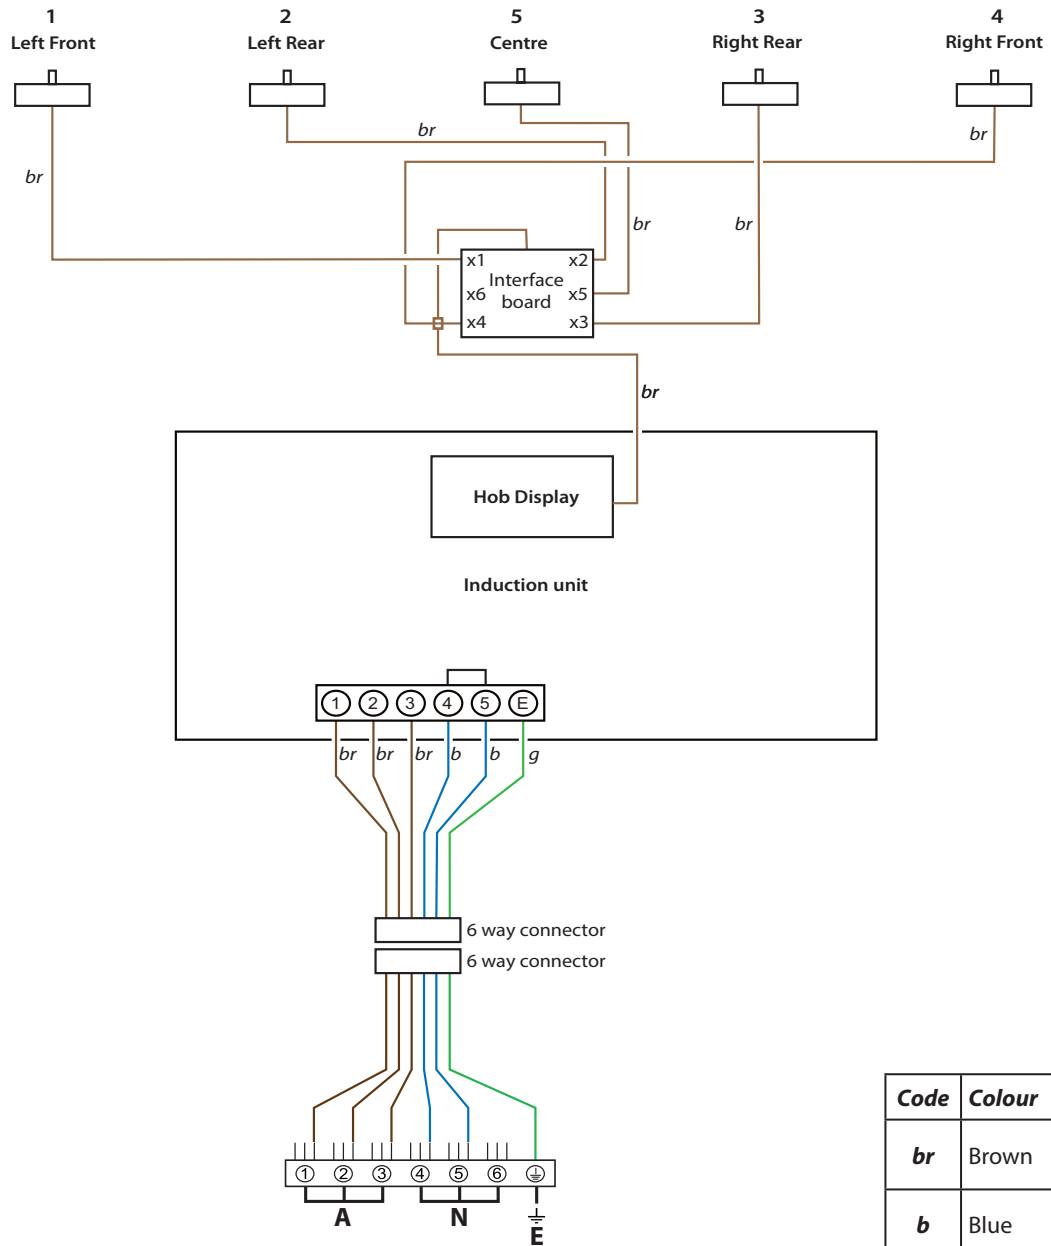 1 2 5 3 4
Left Front Left Rear Centre Right Rear Right Front
br
br
br
br
br
x1 x2
Interface
x6 x5
board
x4 x3
br
Hob Display
Induction unit
1 2 3 4 5 E
br br br b b g
6 way connector
6 way connector
1 2 3 4 5 6
A N E
Code Colour
br Brown
b Blue